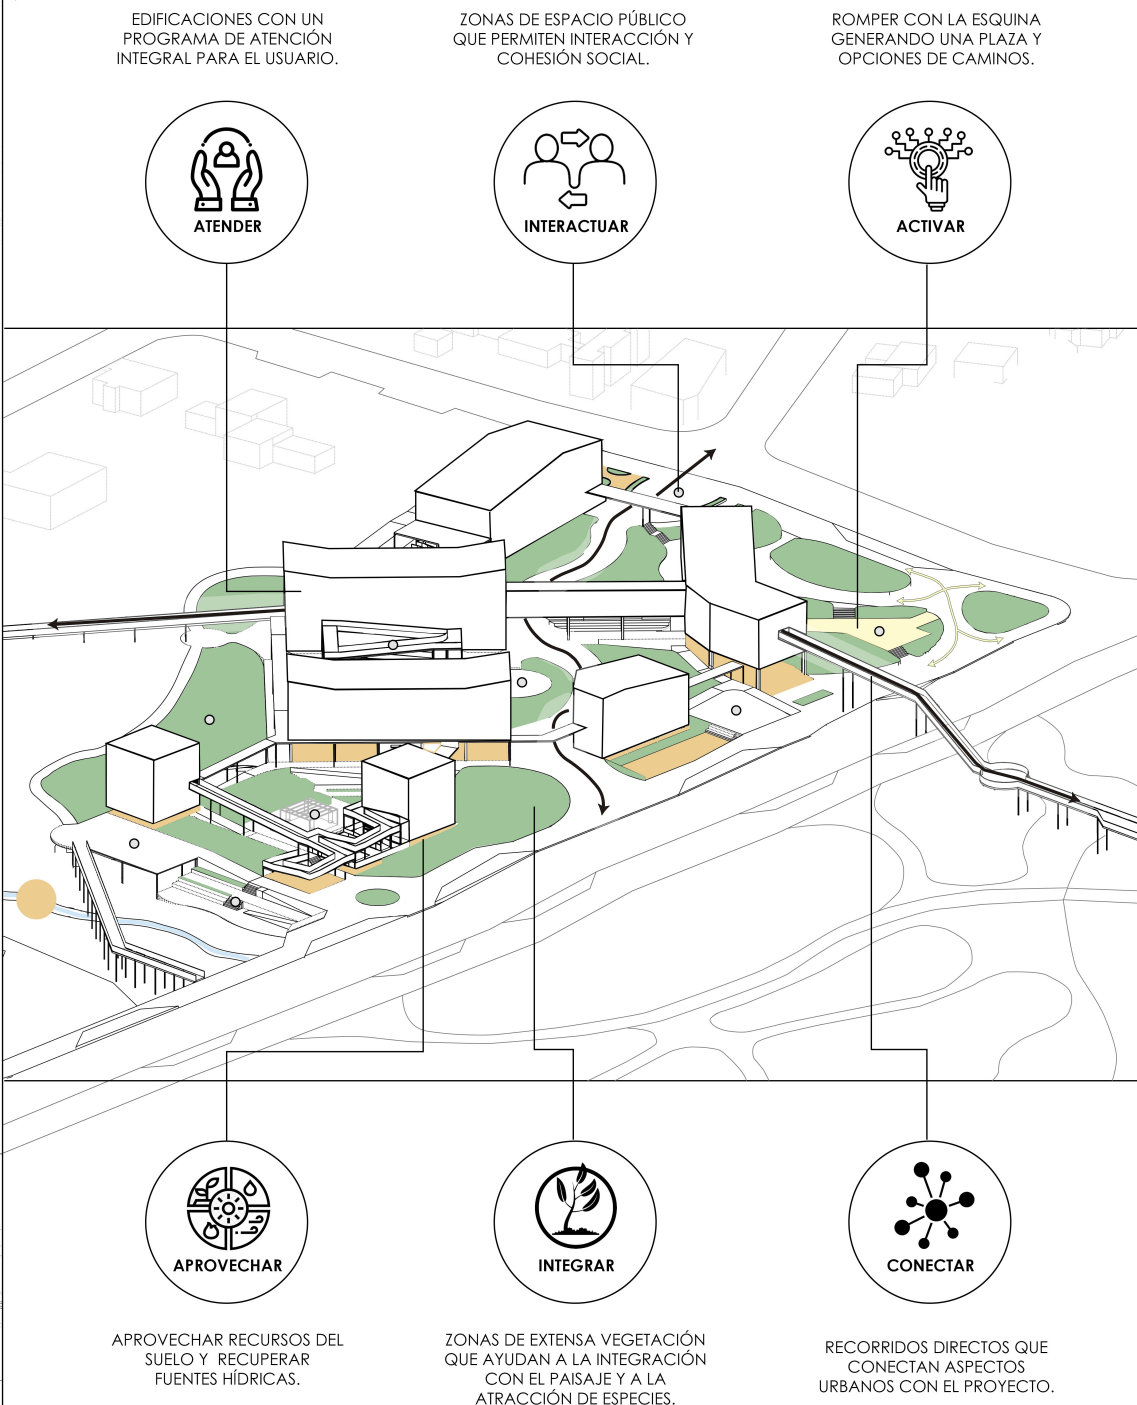 EDIFICACIONES CON UN
PROGRAMA DE ATENCIÓN
INTEGRAL PARA EL USUARIO.
ZONAS DE ESPACIO PÚBLICO
QUE PERMITEN INTERACCIÓN Y
COHESIÓN SOCIAL.
ROMPER CON LA ESQUINA
GENERANDO UNA PLAZA Y
OPCIONES DE CAMINOS.
ATENDER
INTERACTUAR
ACTIVAR
APROVECHAR
INTEGRAR
CONECTAR
APROVECHAR RECURSOS DEL
SUELO Y RECUPERAR
FUENTES HÍDRICAS.
ZONAS DE EXTENSA VEGETACIÓN
QUE AYUDAN A LA INTEGRACIÓN
CON EL PAISAJE Y A LA
ATRACCIÓN DE ESPECIES.
RECORRIDOS DIRECTOS QUE
CONECTAN ASPECTOS
URBANOS CON EL PROYECTO.